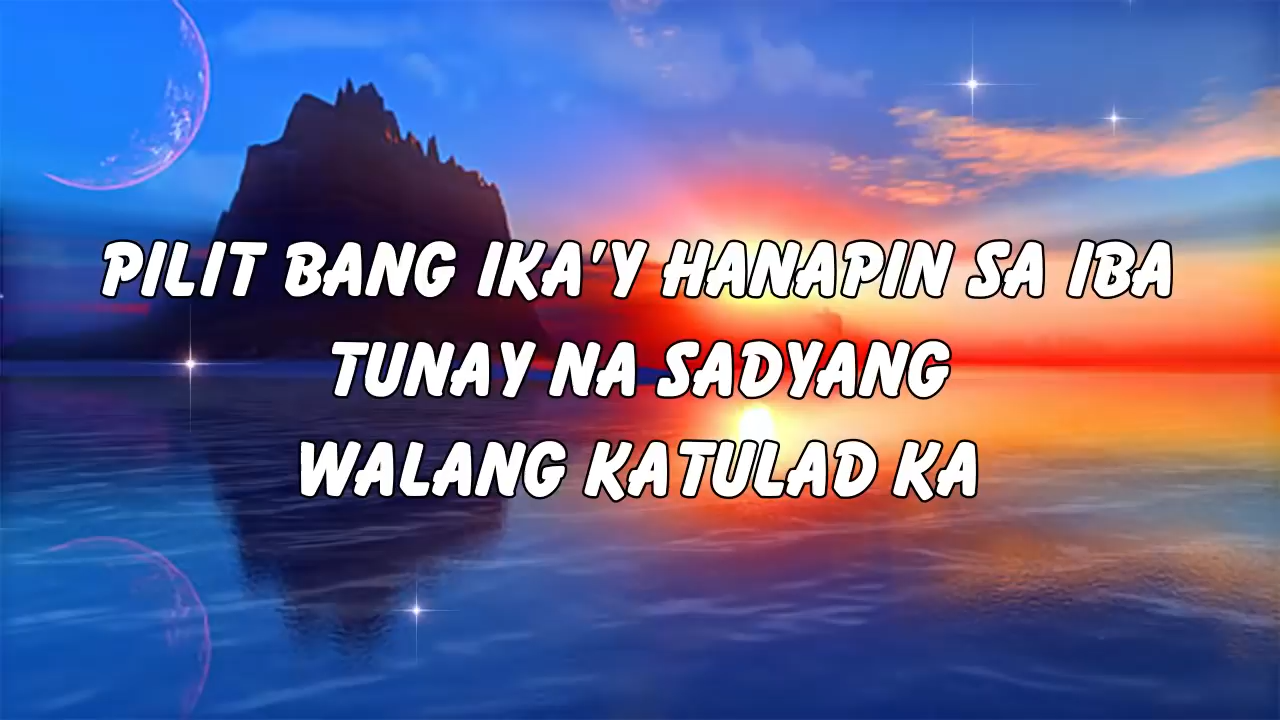 PILIT BANG IKA'Y HANAPIN SA IBA
TUNAY NA SADYANG
WALANG KATULAD KA